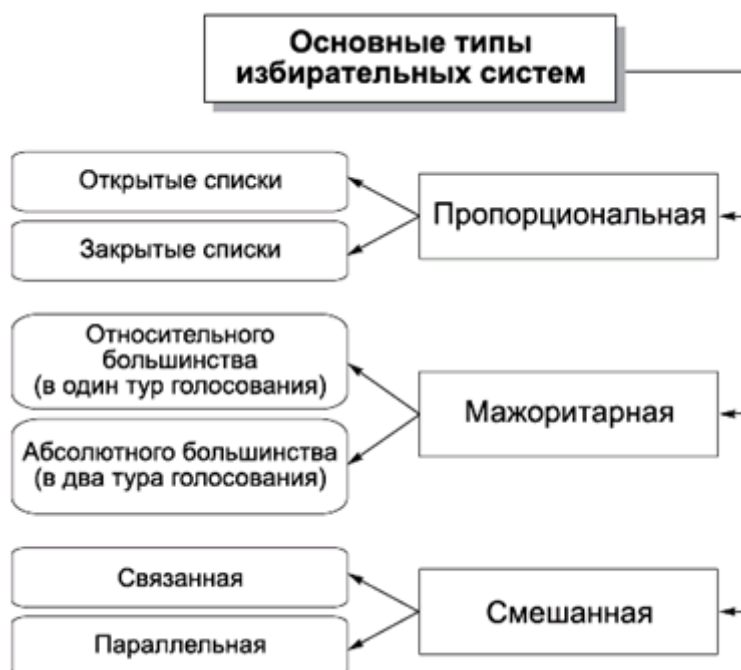 Основные типы
избирательных систем
Открытые списки
Пропорциональная
Закрытые списки
Относительного
большинства
(в один тур голосования)
Мажоритарная
Абсолютного большинства
(в два тура голосования)
Связанная
Смешанная
Параллельная